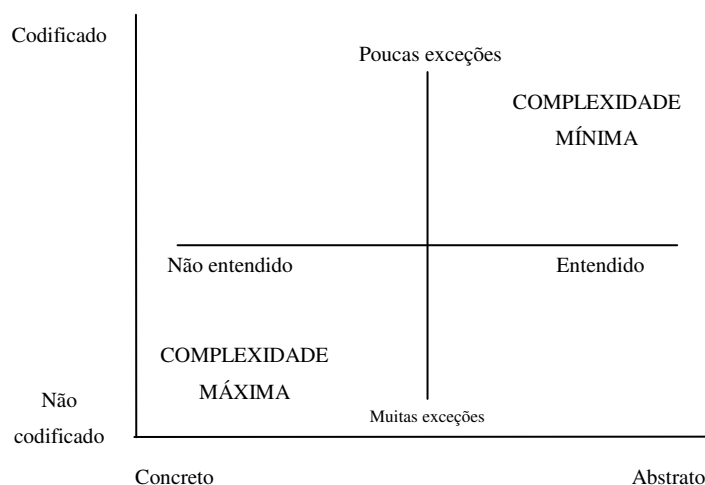 Codificado
Poucas exceções
COMPLEXIDADE
MÍNIMA
Não entendido
Entendido
COMPLEXIDADE
MÁXIMA
Não
codificado
Muitas exceções
Concreto
Abstrato